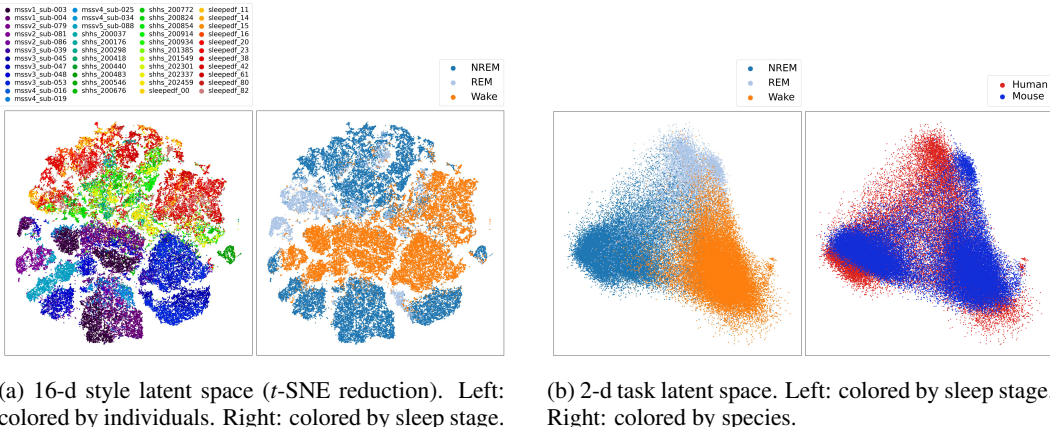 mssv1_sub-003 mssv4_sub-025 shhs_200772 sleepedf_11
mssv1_sub-004 mssv4_sub-034 shhs_200824 sleepedf_14
mssv2_sub-079 mssv5_sub-088 shhs_200854 sleepedf_15
mssv2_sub-081 shhs_200037 shhs_200914 sleepedf_16
mssv2_sub-086 shhs_200176 shhs_200934 sleepedf_20
mssv3_sub-039 shhs_200298 shhs_201385 sleepedf_23
mssv3_sub-045 shhs_200418 shhs_201549 sleepedf_38
mssv3_sub-047 shhs_200440 shhs_202301 sleepedf_42
mssv3_sub-048 shhs_200483 shhs_202337 sleepedf_61
mssv3_sub-053 shhs_200546 shhs_202459 sleepedf_80
mssv4_sub-016 shhs_200676 sleepedf_00 sleepedf_82
mssv4_sub-019
NREM
REM
Wake
NREM
REM
Wake
Human
Mouse
(a) 16-d style latent space (t-SNE reduction). Left:
colored by individuals. Right: colored by sleep stage.
(b) 2-d task latent space. Left: colored by sleep stage.
Right: colored by species.